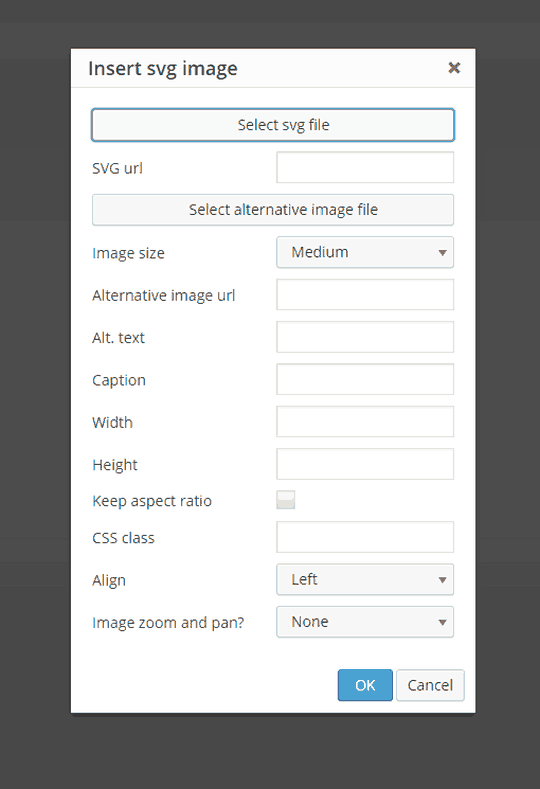 Insert svg image
Select svg file
SVG url
Select alternative image file
Image size Medium
Alternative image url
Alt. text
Caption
Width
Height
Keep aspect ratio
CSS class
Align Left
Image zoom and pan? None
OK Cancel